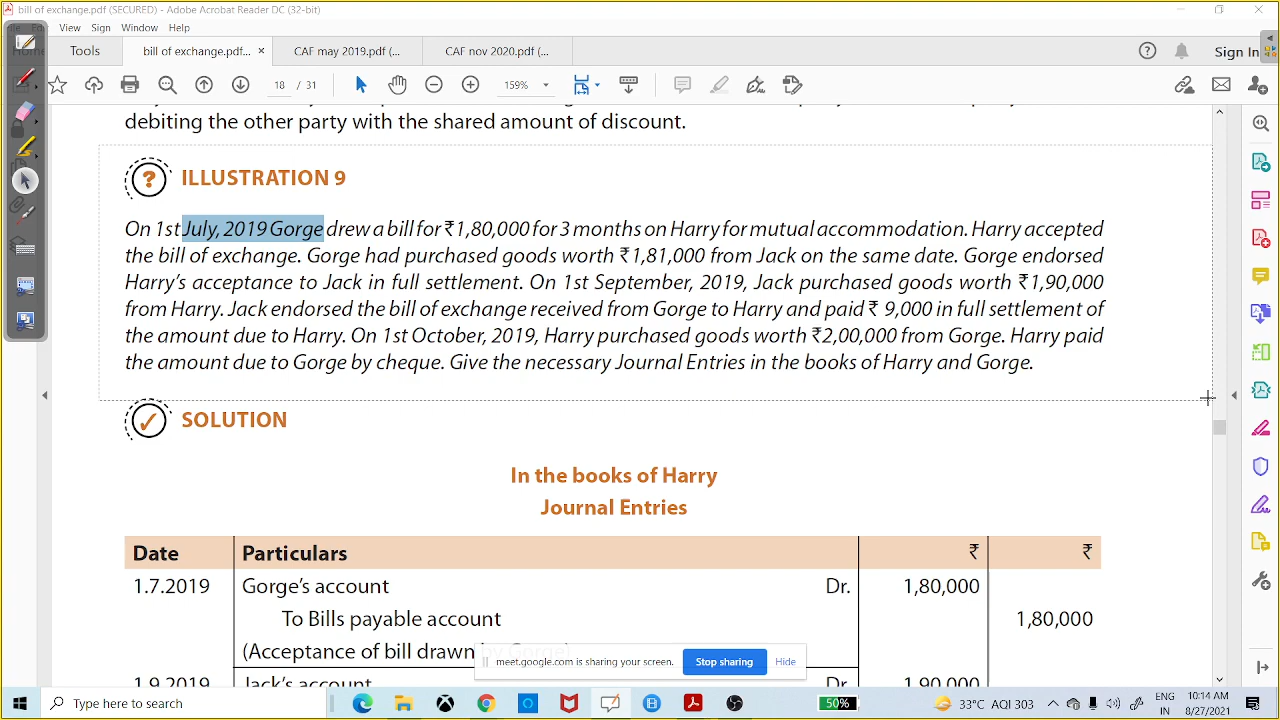 bill of exchange.pdf (SECURED) - Adobe Acrobat Reader DC (32-bit)
View Sign Window Help
Tools bill of exchange.pdf... × CAF may 2019.pdf (... CAF nov 2020.pdf (... Sign In
18 / 31 159%
debiting the other party with the shared amount of discount.
? ILLUSTRATION 9
On 1st July, 2019 Gorge drew a bill for ₹1,80,000 for 3 months on Harry for mutual accommodation. Harry accepted
the bill of exchange. Gorge had purchased goods worth ₹1,81,000 from Jack on the same date. Gorge endorsed
Harry's acceptance to Jack in full settlement. On 1st September, 2019, Jack purchased goods worth ₹1,90,000
from Harry. Jack endorsed the bill of exchange received from Gorge to Harry and paid ₹ 9,000 in full settlement of
the amount due to Harry. On 1st October, 2019, Harry purchased goods worth ₹2,00,000 from Gorge. Harry paid
the amount due to Gorge by cheque. Give the necessary Journal Entries in the books of Harry and Gorge.
SOLUTION
In the books of Harry
Journal Entries
Date Particulars ₹ ₹
1.7.2019 Gorge's account Dr. 1,80,000
To Bills payable account 1,80,000
(Acceptance of bill drawn by Gorge)
meet.google.com is sharing your screen. Stop sharing Hide
1.9.2019 Jack's account Dr. 1,90,000
Type here to search 50% 33°C AQI 303 ENG IN 10:14 AM 8/27/2021